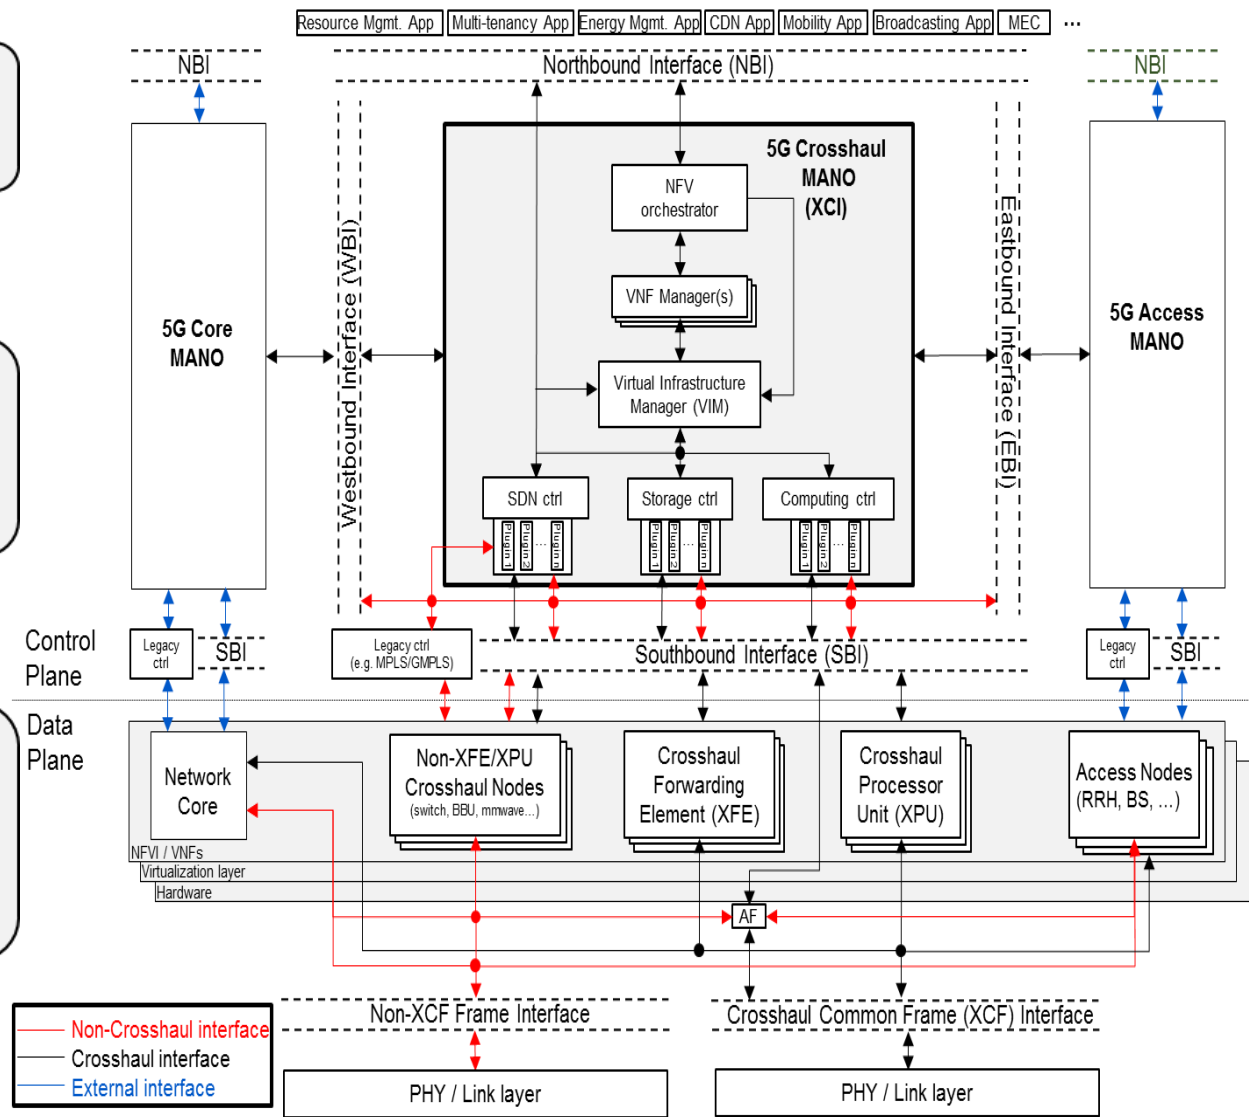 Resource Mgmt. App
Multi-tenancy App
Energy Mgmt. App
CDN App
Mobility App
Broadcasting App
MEC
...
NBI
Northbound Interface (NBI)
NBI
5G Crosshaul
MANO
(XCI)
NFV
orchestrator
VNF Manager(s)
Virtual Infrastructure
Manager (VIM)
Westbound Interface (WBI)
Eastbound Interface (EBI)
5G Core
MANO
5G Access
MANO
SDN ctrl
Storage ctrl
Computing ctrl
Plugin 1
Plugin 2
...
Plugin n
Plugin 1
Plugin 2
...
Plugin n
Plugin 1
Plugin 2
...
Plugin n
Control
Plane
Legacy
ctrl
SBI
Legacy ctrl
(e.g. MPLS/GMPLS)
Southbound Interface (SBI)
Legacy
ctrl
SBI
Data
Plane
Network
Core
Non-XFE/XPU
Crosshaul Nodes
(switch, BBU, mmwave...)
Crosshaul
Forwarding
Element (XFE)
Crosshaul
Processor
Unit (XPU)
Access Nodes
(RRH, BS, ...)
NFVI / VNFs
Virtualization layer
Hardware
AF
Non-XCF Frame Interface
Crosshaul Common Frame (XCF) Interface
PHY / Link layer
PHY / Link layer
Non-Crosshaul interface
Crosshaul interface
External interface